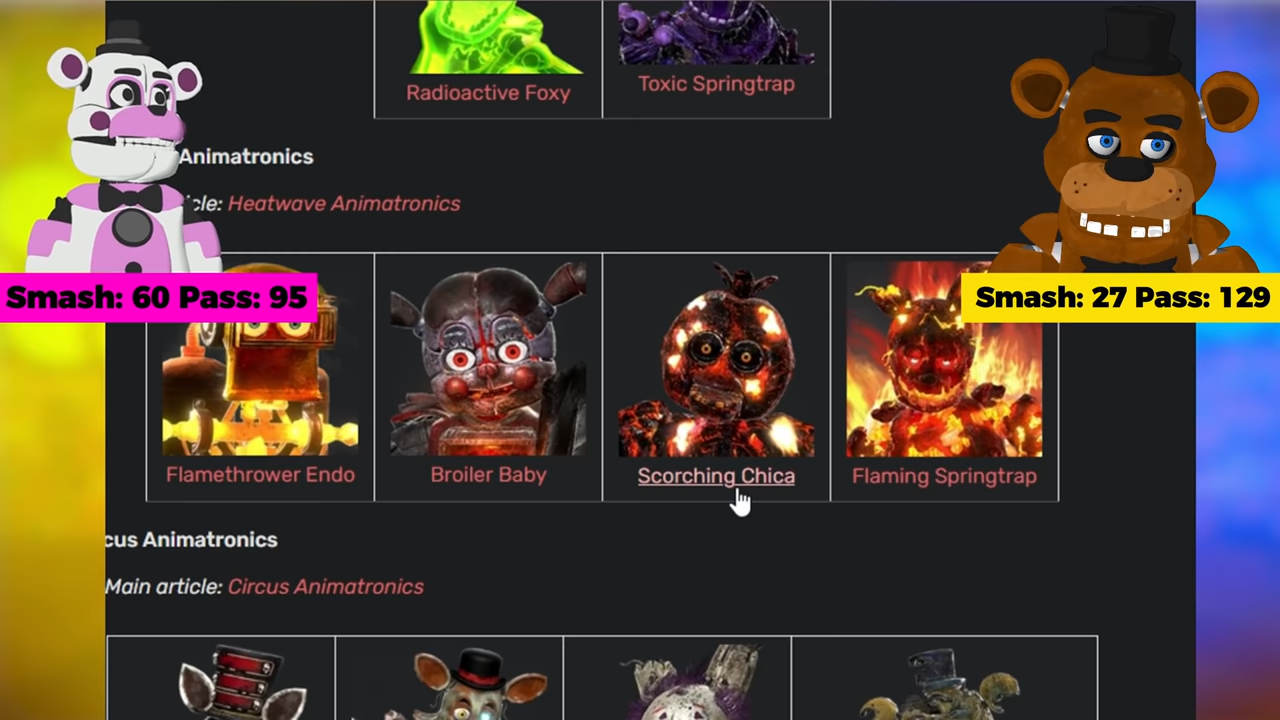 Radioactive Foxy
Toxic Springtrap
Animatronics
cle: Heatwave Animatronics
Smash: 60 Pass: 95
Smash: 27 Pass: 129
Flamethrower Endo
Broiler Baby
Scorching Chica
Flaming Springtrap
cus Animatronics
Main article: Circus Animatronics